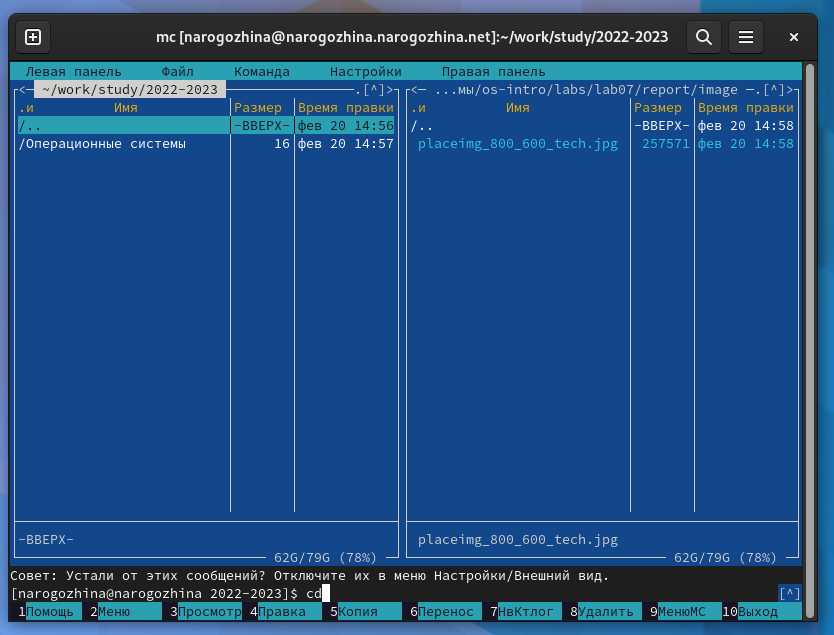 mc [narogozhina@narogozhina.narogozhina.net]:~/work/study/2022-2023
Левая панель Файл Команда Настройки Правая панель
<─ ~/work/study/2022-2023 ─.[^]>
.и Имя Размер Время правки
/.. -ВВЕРХ- фев 20 14:56
/Операционные системы 16 фев 20 14:57
-ВВЕРХ-
62G/79G (78%)
<─ ...мы/os-intro/labs/lab07/report/image ─.[^]>
.и Имя Размер Время правки
/.. -ВВЕРХ- фев 20 14:58
placeimg_800_600_tech.jpg 257571 фев 20 14:58
placeimg_800_600_tech.jpg
62G/79G (78%)
Совет: Устали от этих сообщений? Отключите их в меню Настройки/Внешний вид.
[narogozhina@narogozhina 2022-2023]$ cd [^]
1Помощь 2Меню 3Просмотр 4Правка 5Копия 6Перенос 7НвКтлог 8Удалить 9МенюМС 10Выход